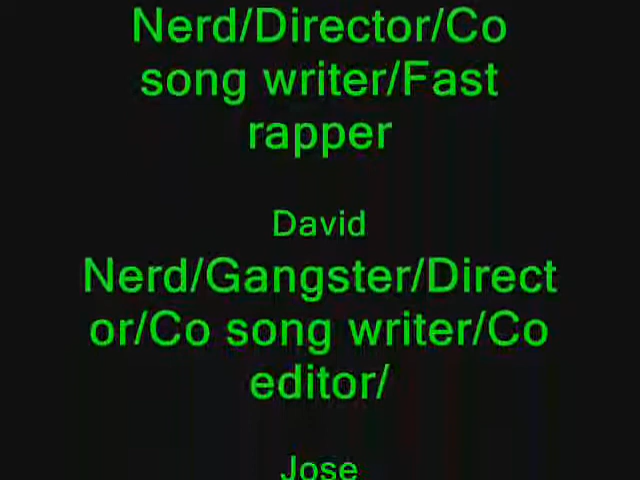 Nerd/Director/Co
song writer/Fast
rapper
David
Nerd/Gangster/Direct
or/Co song writer/Co
editor/
Jose